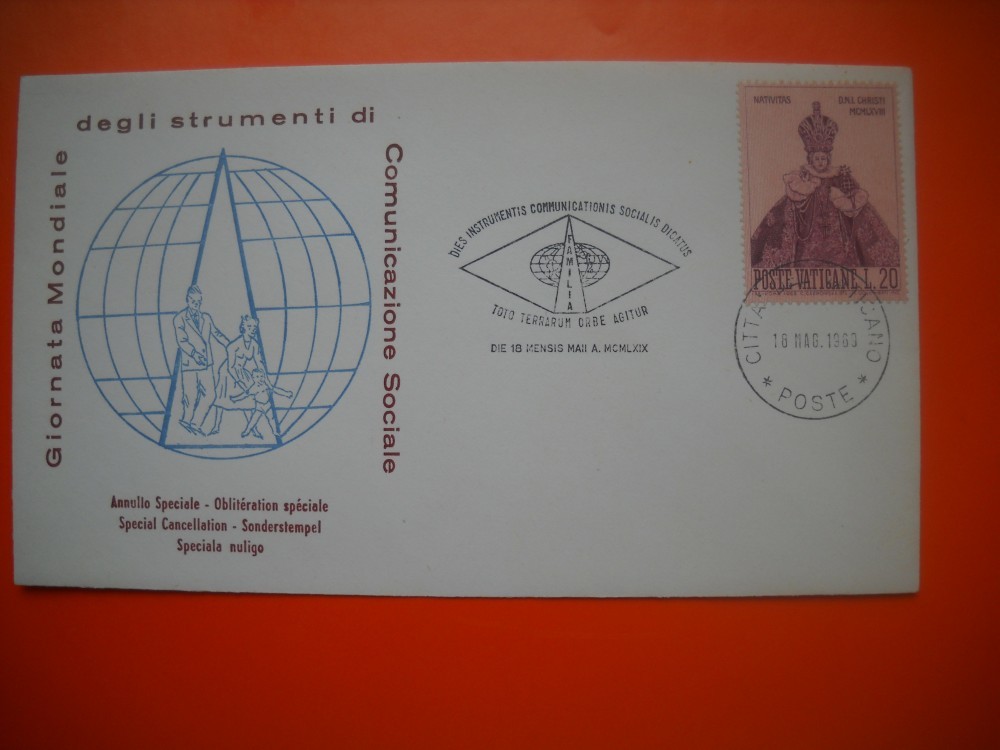 Giornata Mondiale
degli strumenti di
Comunicazione Sociale
Annullo Speciale - Oblitération spéciale
Special Cancellation - Sonderstempel
Speciala nuligo
DIES INSTRUMENTIS COMMUNICATIONIS SOCIALIS DICATUS
FAMILIA
TOTO TERRARUM ORBE AGITUR
DIE 18 MENSIS MAII A. MCMLXIX
NATIVITAS D.N.I. CHRISTI
MCMLXVIII
POSTE VATICANE L. 20
CITTA
18 MAG. 1969
* POSTE *